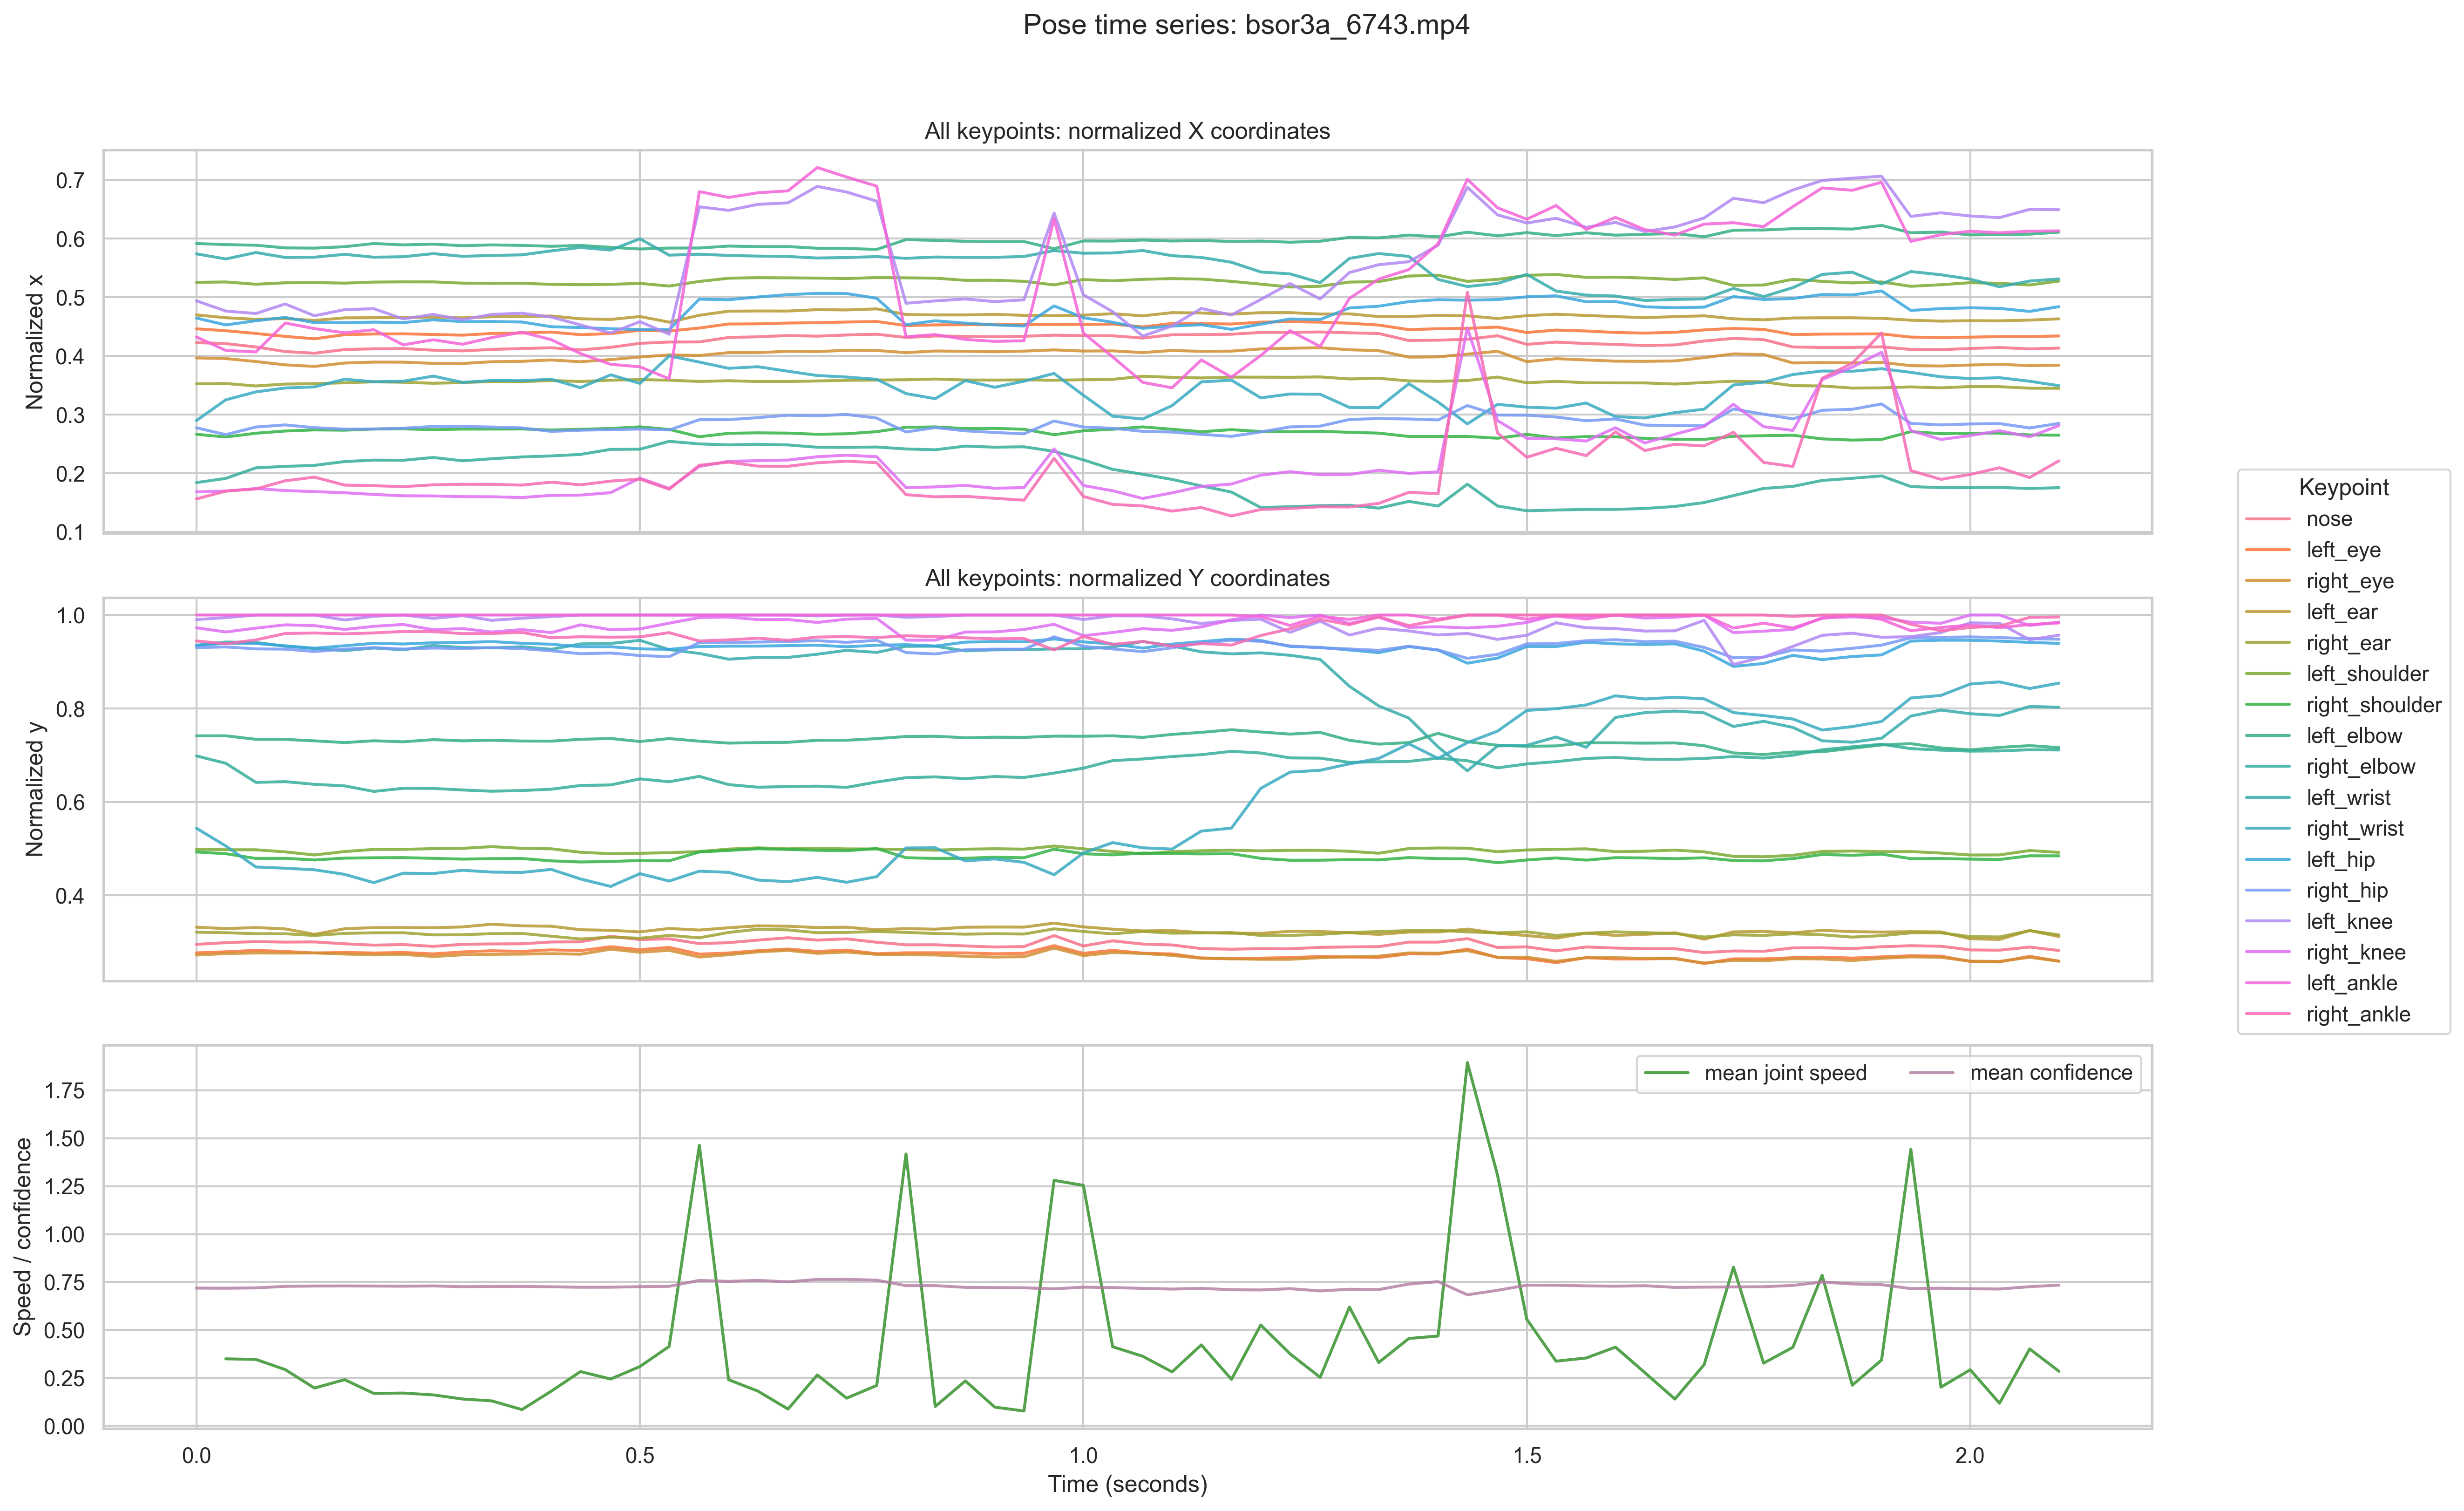 Pose time series: bsor3a_6743.mp4
All keypoints: normalized X coordinates
Normalized x
0.7
0.6
0.5
0.4
0.3
0.2
0.1
All keypoints: normalized Y coordinates
Normalized y
1.0
0.8
0.6
0.4
Keypoint
nose
left_eye
right_eye
left_ear
right_ear
left_shoulder
right_shoulder
left_elbow
right_elbow
left_wrist
right_wrist
left_hip
right_hip
left_knee
right_knee
left_ankle
right_ankle
Speed / confidence
1.75
1.50
1.25
1.00
0.75
0.50
0.25
0.00
mean joint speed mean confidence
0.0 0.5 1.0 1.5 2.0
Time (seconds)